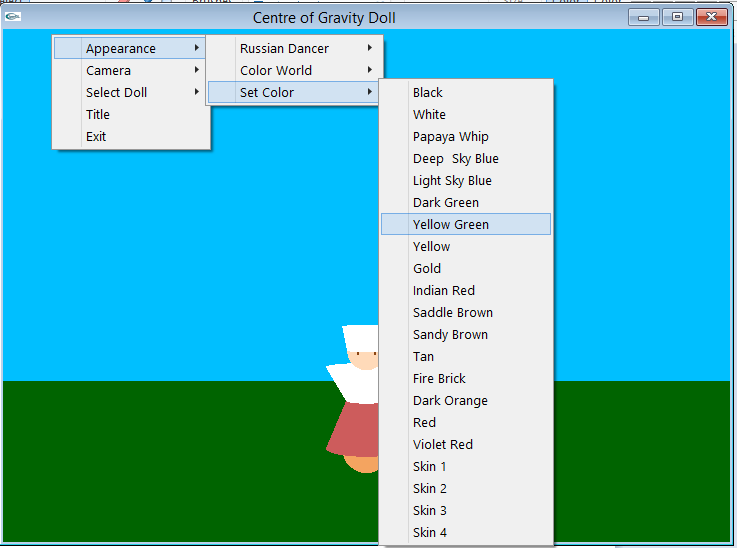 Centre of Gravity Doll
Appearance
Camera
Select Doll
Title
Exit
Russian Dancer
Color World
Set Color
Black
White
Papaya Whip
Deep  Sky Blue
Light Sky Blue
Dark Green
Yellow Green
Yellow
Gold
Indian Red
Saddle Brown
Sandy Brown
Tan
Fire Brick
Dark Orange
Red
Violet Red
Skin 1
Skin 2
Skin 3
Skin 4